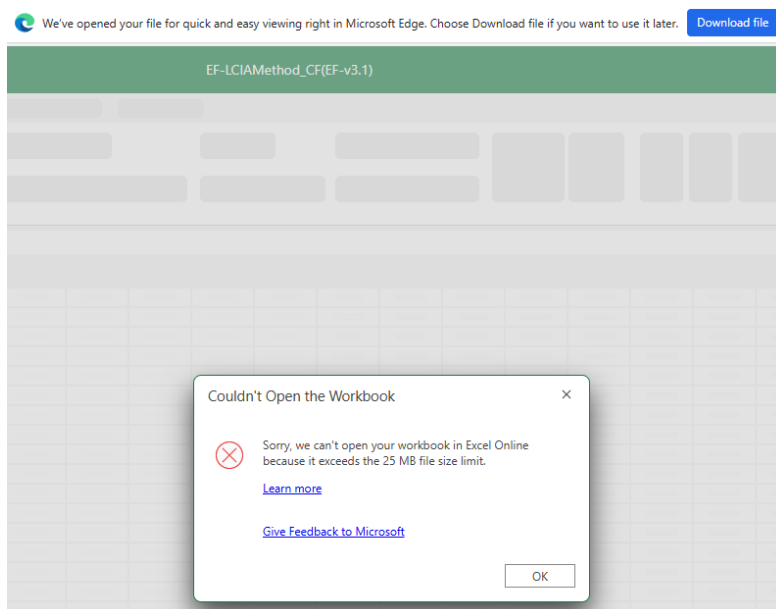 We've opened your file for quick and easy viewing right in Microsoft Edge. Choose Download file if you want to use it later. Download file
EF-LCIAMethod_CF(EF-v3.1)
Couldn't Open the Workbook
Sorry, we can't open your workbook in Excel Online
because it exceeds the 25 MB file size limit.
Learn more
Give Feedback to Microsoft
OK